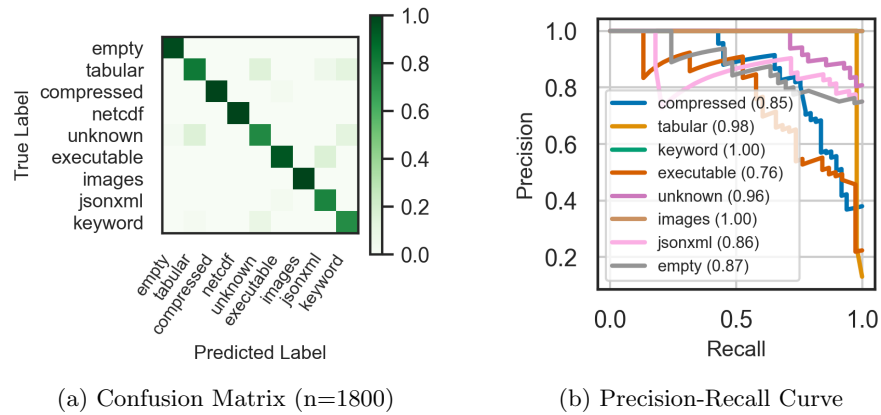 True Label
empty
tabular
compressed
netcdf
unknown
executable
images
jsonxml
keyword
empty
tabular
compressed
netcdf
unknown
executable
images
jsonxml
keyword
Predicted Label
1.0
0.8
0.6
0.4
0.2
0.0
(a) Confusion Matrix (n=1800)
Precision
1.0
0.8
0.6
0.4
0.2
compressed (0.85)
tabular (0.98)
keyword (1.00)
executable (0.76)
unknown (0.96)
images (1.00)
jsonxml (0.86)
empty (0.87)
0.0 0.5 1.0
Recall
(b) Precision-Recall Curve